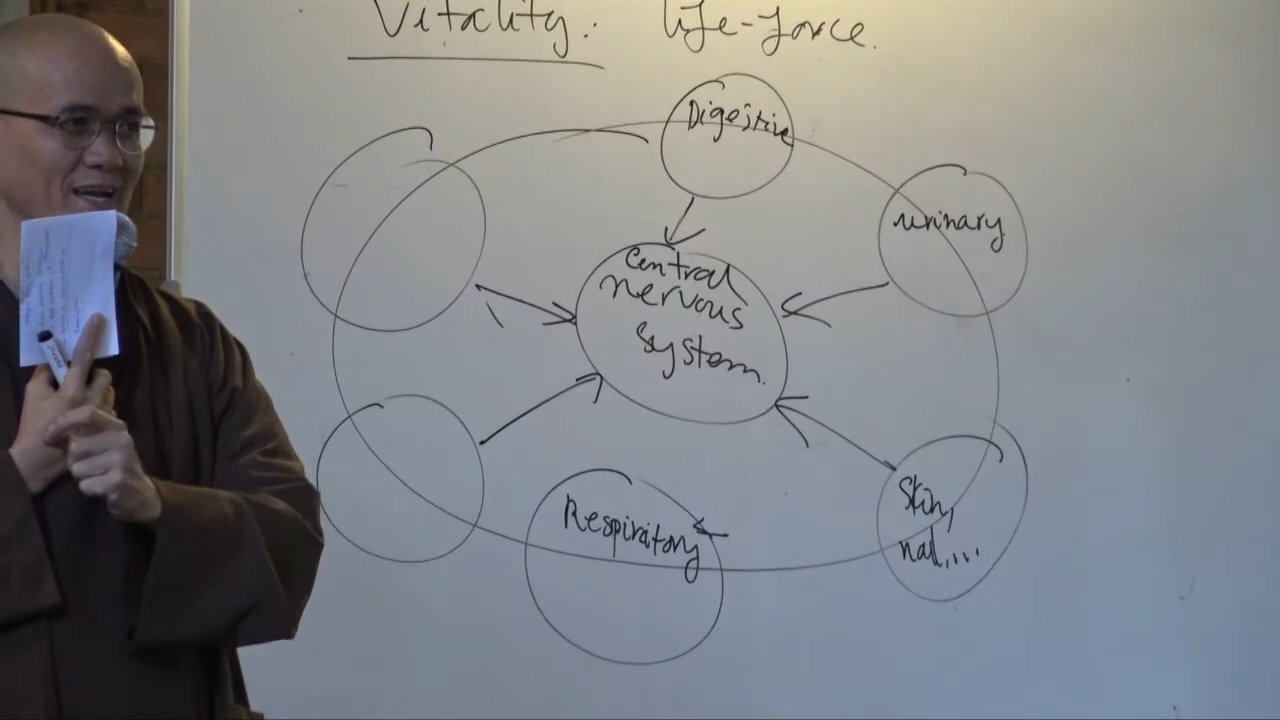 Vitality: life-force.
Digestive
urinary
Central
nervous
system.
Skin,
nail,...
Respiratory